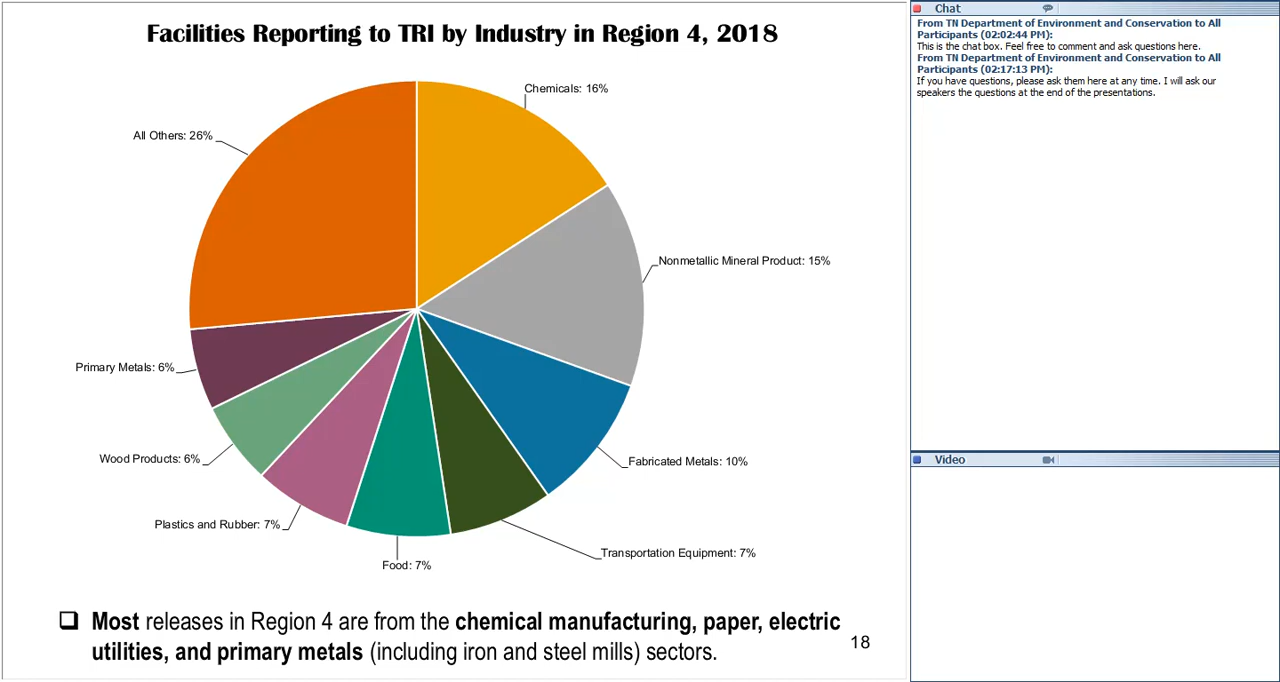 Facilities Reporting to TRI by Industry in Region 4, 2018
Chemicals: 16%
All Others: 26%
Nonmetallic Mineral Product: 15%
Primary Metals: 6%
Wood Products: 6%
Fabricated Metals: 10%
Plastics and Rubber: 7%
Transportation Equipment: 7%
Food: 7%
Most releases in Region 4 are from the chemical manufacturing, paper, electric
utilities, and primary metals (including iron and steel mills) sectors.
18
Chat
From TN Department of Environment and Conservation to All
Participants (02:02:44 PM):
This is the chat box. Feel free to comment and ask questions here.
From TN Department of Environment and Conservation to All
Participants (02:17:13 PM):
If you have questions, please ask them here at any time. I will ask our
speakers the questions at the end of the presentations.
Video